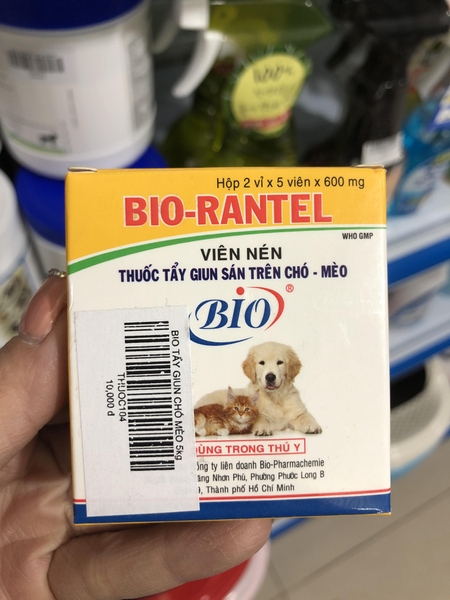 Hộp 2 vỉ x 5 viên x 600 mg
BIO-RANTEL
WHO GMP
VIÊN NÉN
THUỐC TẨY GIUN SÁN TRÊN CHÓ - MÈO
BIO ®
DÙNG TRONG THÚ Y
ty liên doanh Bio-Pharmachemie
Nhơn Phú, Phường Phước Long B
9, Thành phố Hồ Chí Minh
BIO TẨY GIUN CHÓ MÈO 5kg
THUOC104
10,000 đ